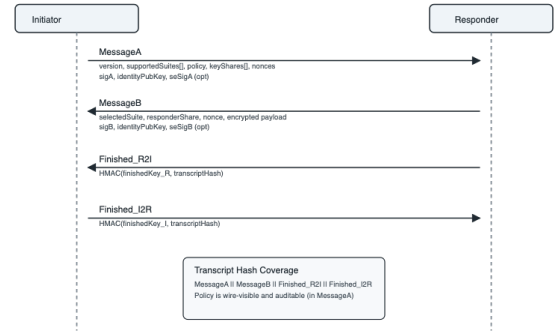 Initiator
Responder
MessageA
version, supportedSuites[], policy, keyShares[], nonces
sigA, identityPubKey, seSigA (opt)
MessageB
selectedSuite, responderShare, nonce, encrypted payload
sigB, identityPubKey, seSigB (opt)
Finished_R2I
HMAC(finishedKey_R, transcriptHash)
Finished_I2R
HMAC(finishedKey_I, transcriptHash)
Transcript Hash Coverage
MessageA || MessageB || Finished_R2I || Finished_I2R
Policy is wire-visible and auditable (in MessageA)